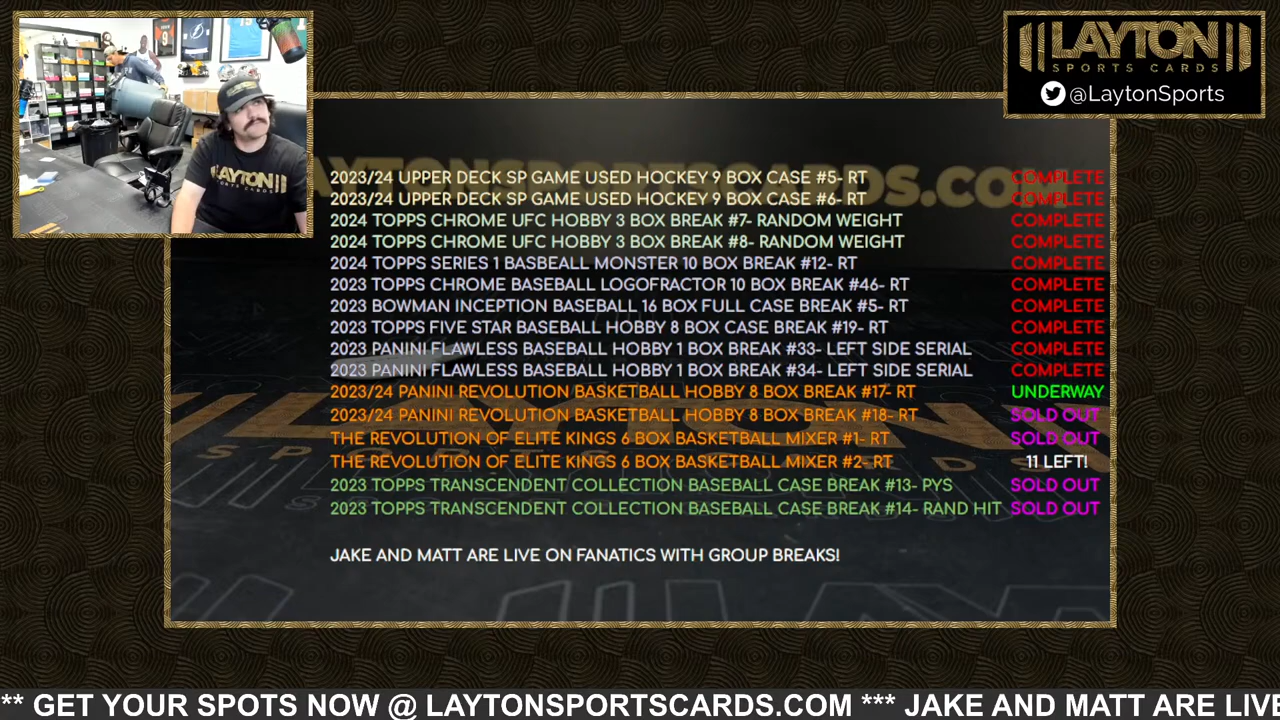 LAYTON
SPORTS CARDS
@LaytonSports
LAYTONSPORTSCARDS.COM
2023/24 UPPER DECK SP GAME USED HOCKEY 9 BOX CASE #5- RT COMPLETE
2023/24 UPPER DECK SP GAME USED HOCKEY 9 BOX CASE #6- RT COMPLETE
2024 TOPPS CHROME UFC HOBBY 3 BOX BREAK #7- RANDOM WEIGHT COMPLETE
2024 TOPPS CHROME UFC HOBBY 3 BOX BREAK #8- RANDOM WEIGHT COMPLETE
2024 TOPPS SERIES 1 BASBEALL MONSTER 10 BOX BREAK #12- RT COMPLETE
2023 TOPPS CHROME BASEBALL LOGOFRACTOR 10 BOX BREAK #46- RT COMPLETE
2023 BOWMAN INCEPTION BASEBALL 16 BOX FULL CASE BREAK #5- RT COMPLETE
2023 TOPPS FIVE STAR BASEBALL HOBBY 8 BOX CASE BREAK #19- RT COMPLETE
2023 PANINI FLAWLESS BASEBALL HOBBY 1 BOX BREAK #33- LEFT SIDE SERIAL COMPLETE
2023 PANINI FLAWLESS BASEBALL HOBBY 1 BOX BREAK #34- LEFT SIDE SERIAL COMPLETE
2023/24 PANINI REVOLUTION BASKETBALL HOBBY 8 BOX BREAK #17- RT UNDERWAY
2023/24 PANINI REVOLUTION BASKETBALL HOBBY 8 BOX BREAK #18- RT SOLD OUT
THE REVOLUTION OF ELITE KINGS 6 BOX BASKETBALL MIXER #1- RT SOLD OUT
THE REVOLUTION OF ELITE KINGS 6 BOX BASKETBALL MIXER #2- RT 11 LEFT!
2023 TOPPS TRANSCENDENT COLLECTION BASEBALL CASE BREAK #13- PYS SOLD OUT
2023 TOPPS TRANSCENDENT COLLECTION BASEBALL CASE BREAK #14- RAND HIT SOLD OUT
JAKE AND MATT ARE LIVE ON FANATICS WITH GROUP BREAKS!
** GET YOUR SPOTS NOW @ LAYTONSPORTSCARDS.COM *** JAKE AND MATT ARE LIVE